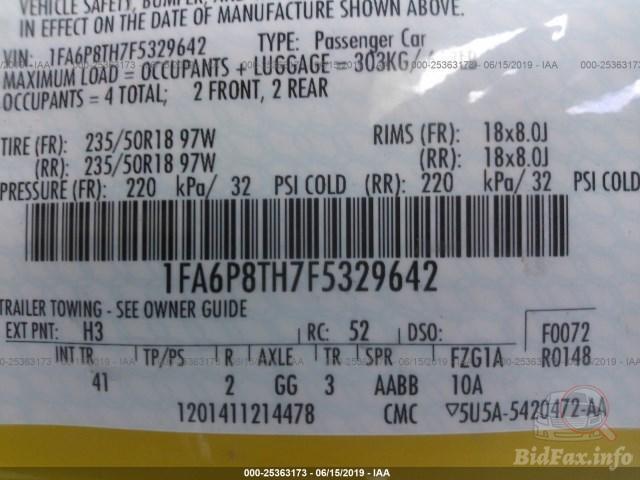 VEHICLE SAFETY, BUMPER, AND
IN EFFECT ON THE DATE OF MANUFACTURE SHOWN ABOVE.
VIN: 1FA6P8TH7F5329642 TYPE: Passenger Car
MAXIMUM LOAD = OCCUPANTS + LUGGAGE = 303KG/
OCCUPANTS = 4 TOTAL; 2 FRONT, 2 REAR
TIRE (FR): 235/50R18 97W RIMS (FR): 18x8.0J
(RR): 235/50R18 97W (RR): 18x8.0J
PRESSURE (FR): 220 kPa/ 32 PSI COLD (RR): 220 kPa/ 32 PSI COLD
1FA6P8TH7F5329642
TRAILER TOWING - SEE OWNER GUIDE
EXT PNT: H3 RC: 52 DSO: F0072
INT TR TP/PS R AXLE TR SPR FZG1A R0148
41 2 GG 3 AABB 10A
1201411214478 CMC ▽5U5A-5420472-AA
BidFax.info
000-25363173 - 06/15/2019 - IAA